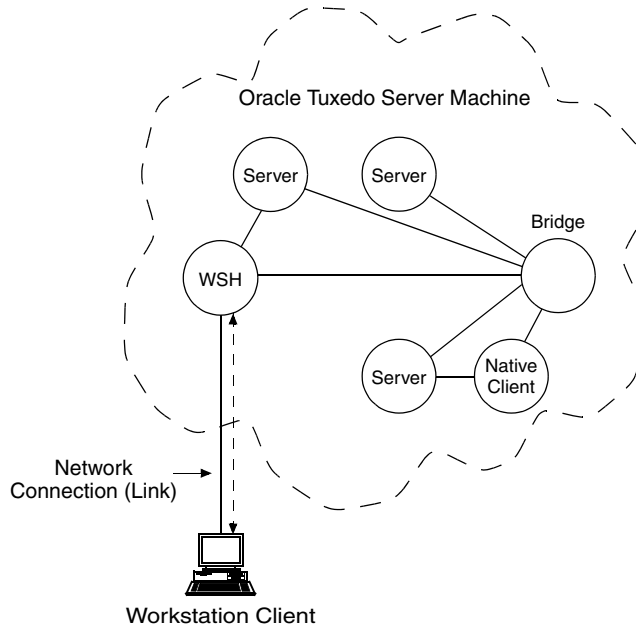 Oracle Tuxedo Server Machine
Server
Server
Bridge
WSH
Server
Native
Client
Network
Connection (Link)
Workstation Client